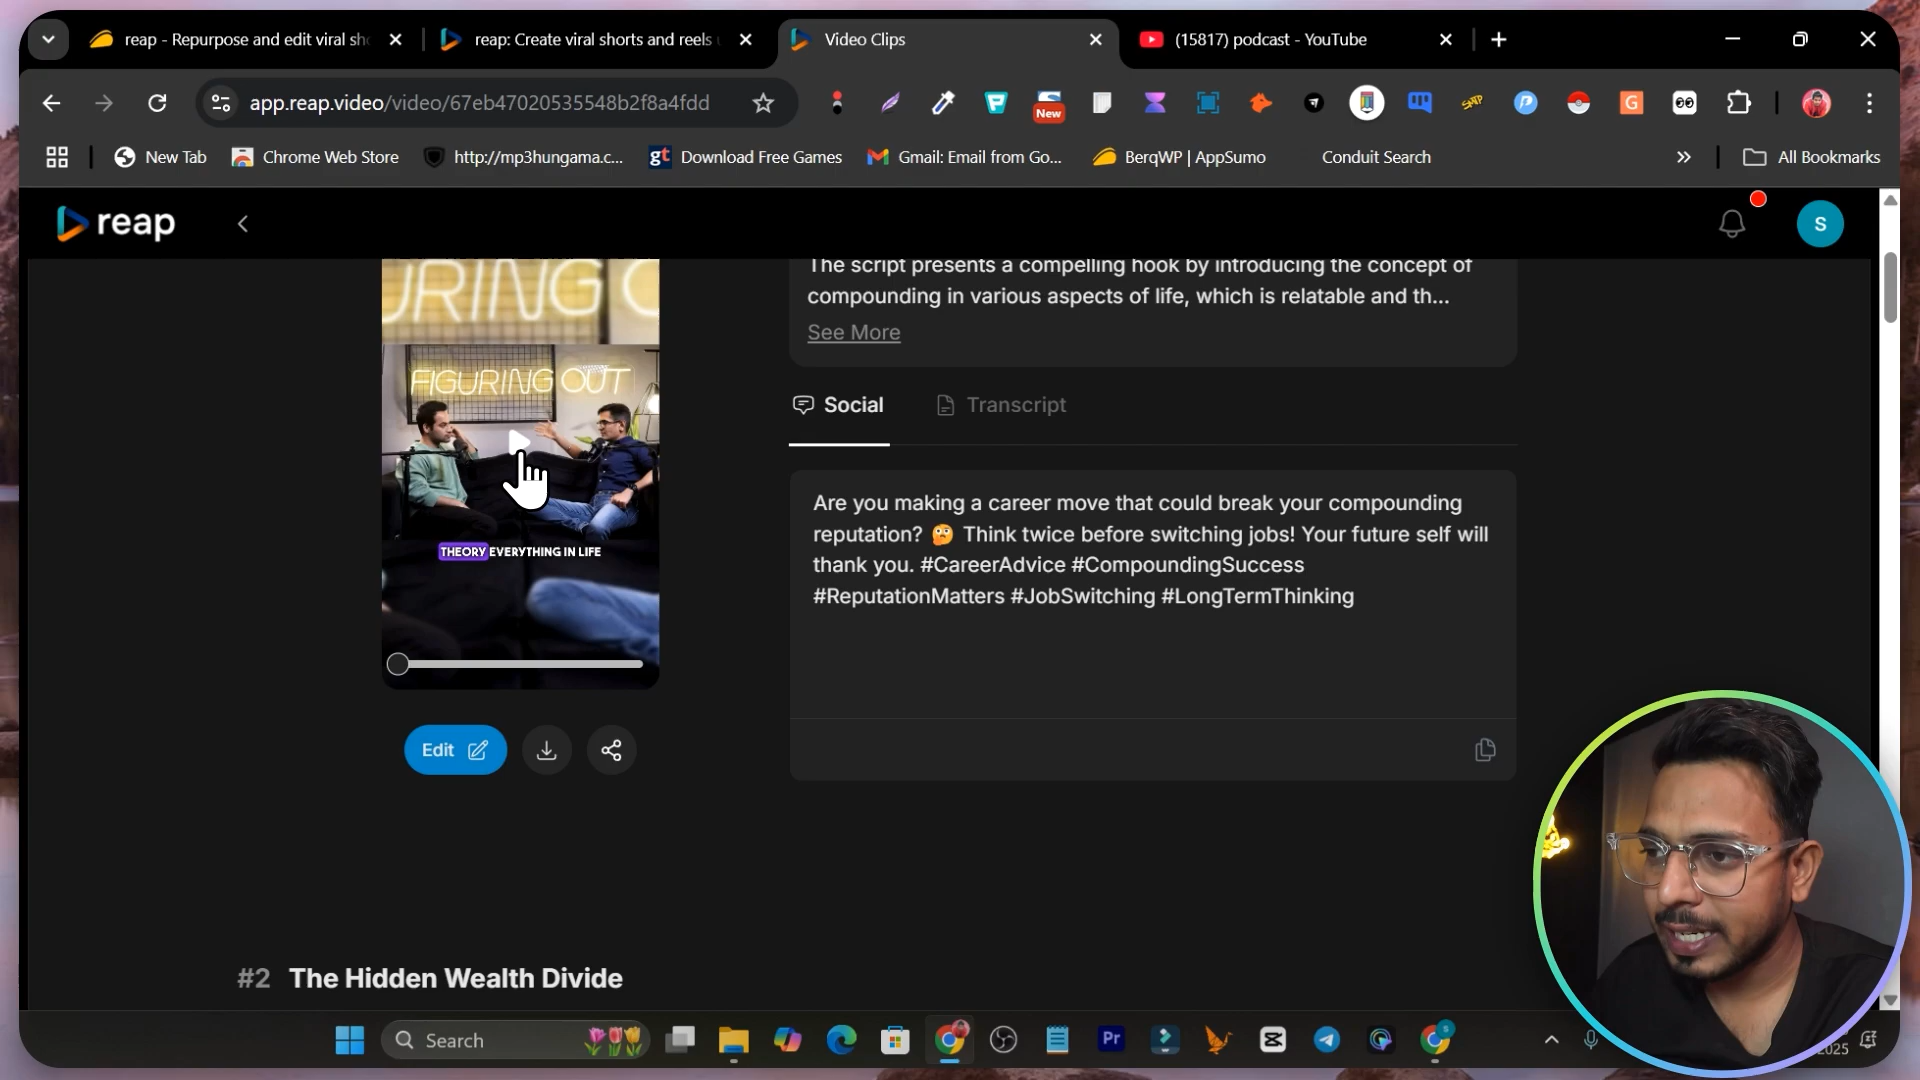 reap - Repurpose and edit viral sh
reap: Create viral shorts and reels
Video Clips
(15817) podcast - YouTube
app.reap.video/video/67eb47020535548b2f8a4fdd
New
G
New Tab
Chrome Web Store
http://mp3hungama.c...
gt
Download Free Games
Gmail: Email from Go...
BerqWP | AppSumo
Conduit Search
All Bookmarks
reap
S
The script presents a compelling hook by introducing the concept of
compounding in various aspects of life, which is relatable and th...
See More
URING O
FIGURING OUT
THEORY EVERYTHING IN LIFE
Social
Transcript
Are you making a career move that could break your compounding
reputation? 🤔 Think twice before switching jobs! Your future self will
thank you. #CareerAdvice #CompoundingSuccess
#ReputationMatters #JobSwitching #LongTermThinking
Edit
#2 The Hidden Wealth Divide
Search
Pr
2025